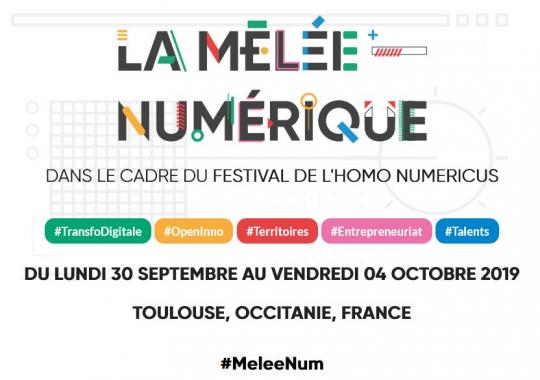 LA MÊLÉE
NUMÉRIQUE
DANS LE CADRE DU FESTIVAL DE L'HOMO NUMERICUS
#TransfoDigitale #OpenInno #Territoires #Entrepreneuriat #Talents
DU LUNDI 30 SEPTEMBRE AU VENDREDI 04 OCTOBRE 2019
TOULOUSE, OCCITANIE, FRANCE
#MeleeNum